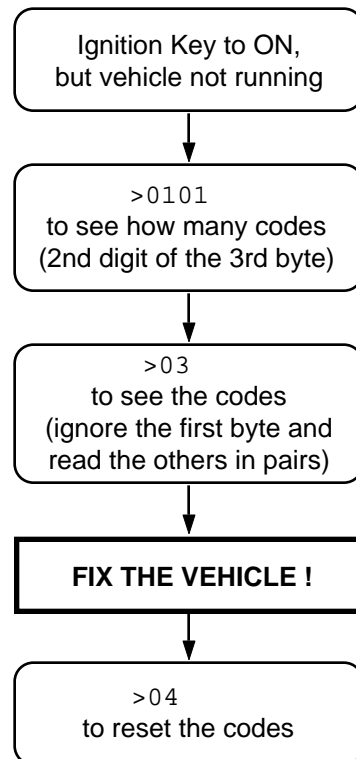 Ignition Key to ON,
but vehicle not running
>0101
to see how many codes
(2nd digit of the 3rd byte)
>03
to see the codes
(ignore the first byte and
read the others in pairs)
FIX THE VEHICLE !
>04
to reset the codes